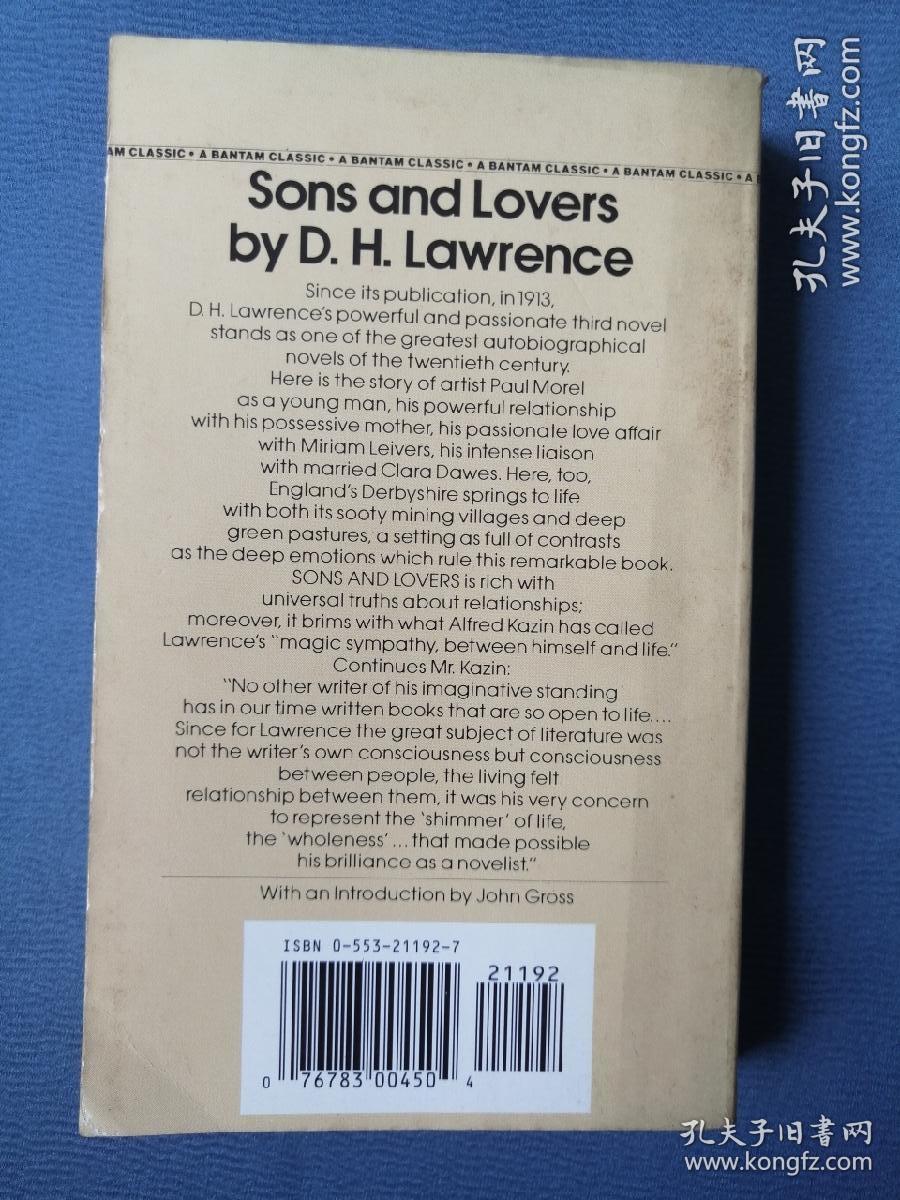 AM CLASSIC • A BANTAM CLASSIC • A BANTAM CLASSIC • A BANTAM CLASSIC • A BANTAM CLASSIC • A B
Sons and Lovers
by D. H. Lawrence
Since its publication, in 1913,
D. H. Lawrence's powerful and passionate third novel
stands as one of the greatest autobiographical
novels of the twentieth century.
Here is the story of artist Paul Morel
as a young man, his powerful relationship
with his possessive mother, his passionate love affair
with Miriam Leivers, his intense liaison
with married Clara Dawes. Here, too,
England's Derbyshire springs to life
with both its sooty mining villages and deep
green pastures, a setting as full of contrasts
as the deep emotions which rule this remarkable book.
SONS AND LOVERS is rich with
universal truths about relationships;
moreover, it brims with what Alfred Kazin has called
Lawrence's "magic sympathy, between himself and life."
Continues Mr. Kazin:
"No other writer of his imaginative standing
has in our time written books that are so open to life....
Since for Lawrence the great subject of literature was
not the writer's own consciousness but consciousness
between people, the living felt
relationship between them, it was his very concern
to represent the 'shimmer' of life,
the 'wholeness' ... that made possible
his brilliance as a novelist."
With an Introduction by John Gross
ISBN 0-553-21192-7
21192
0 76783 00450 4
孔夫子旧书网
www.kongfz.com
孔夫子旧书网
www.kongfz.com